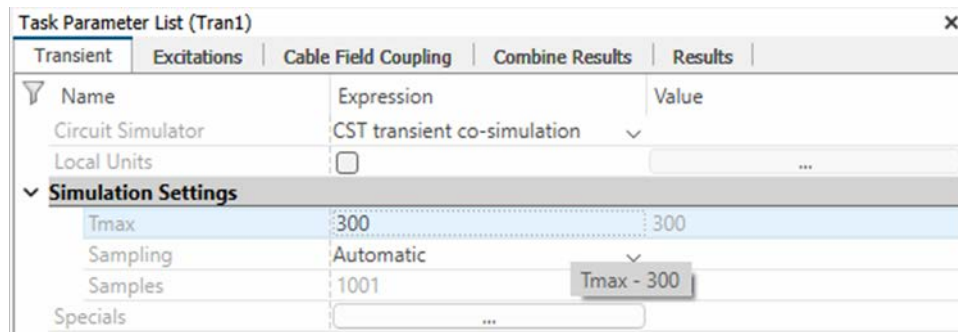 Task Parameter List (Tran1)
Transient Excitations Cable Field Coupling Combine Results Results
Name Expression Value
Circuit Simulator CST transient co-simulation
Local Units ...
Simulation Settings
Tmax 300 300
Sampling Automatic
Tmax - 300
Samples 1001
Specials ...